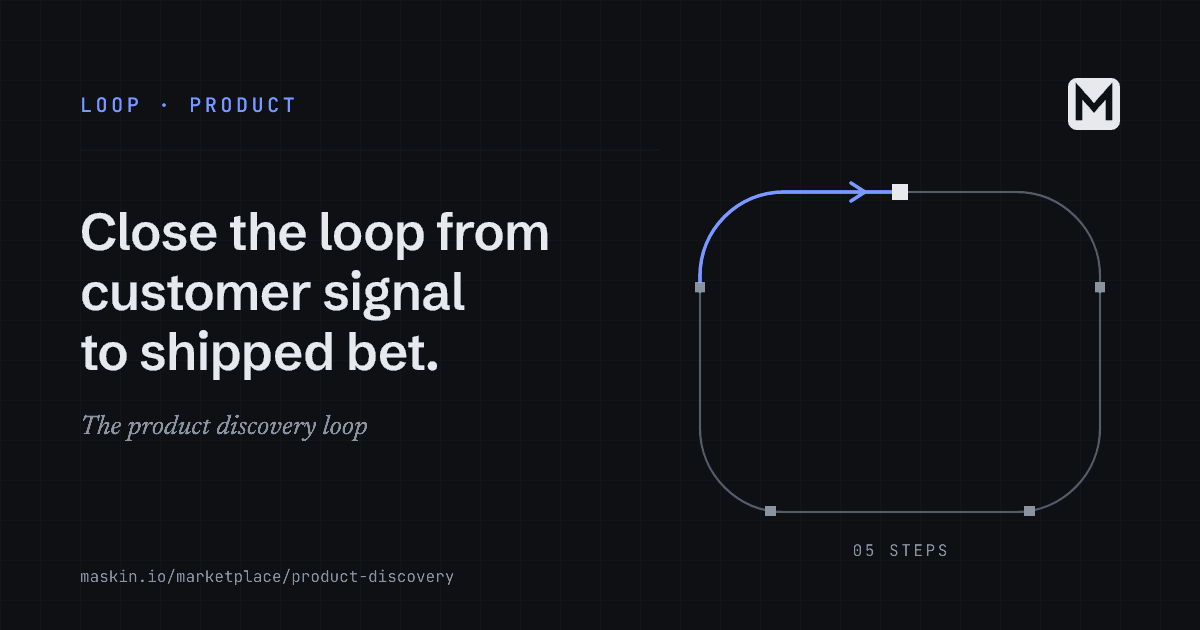 LOOP · PRODUCT
M
Close the loop from
customer signal
to shipped bet.
The product discovery loop
05 STEPS
maskin.io/marketplace/product-discovery